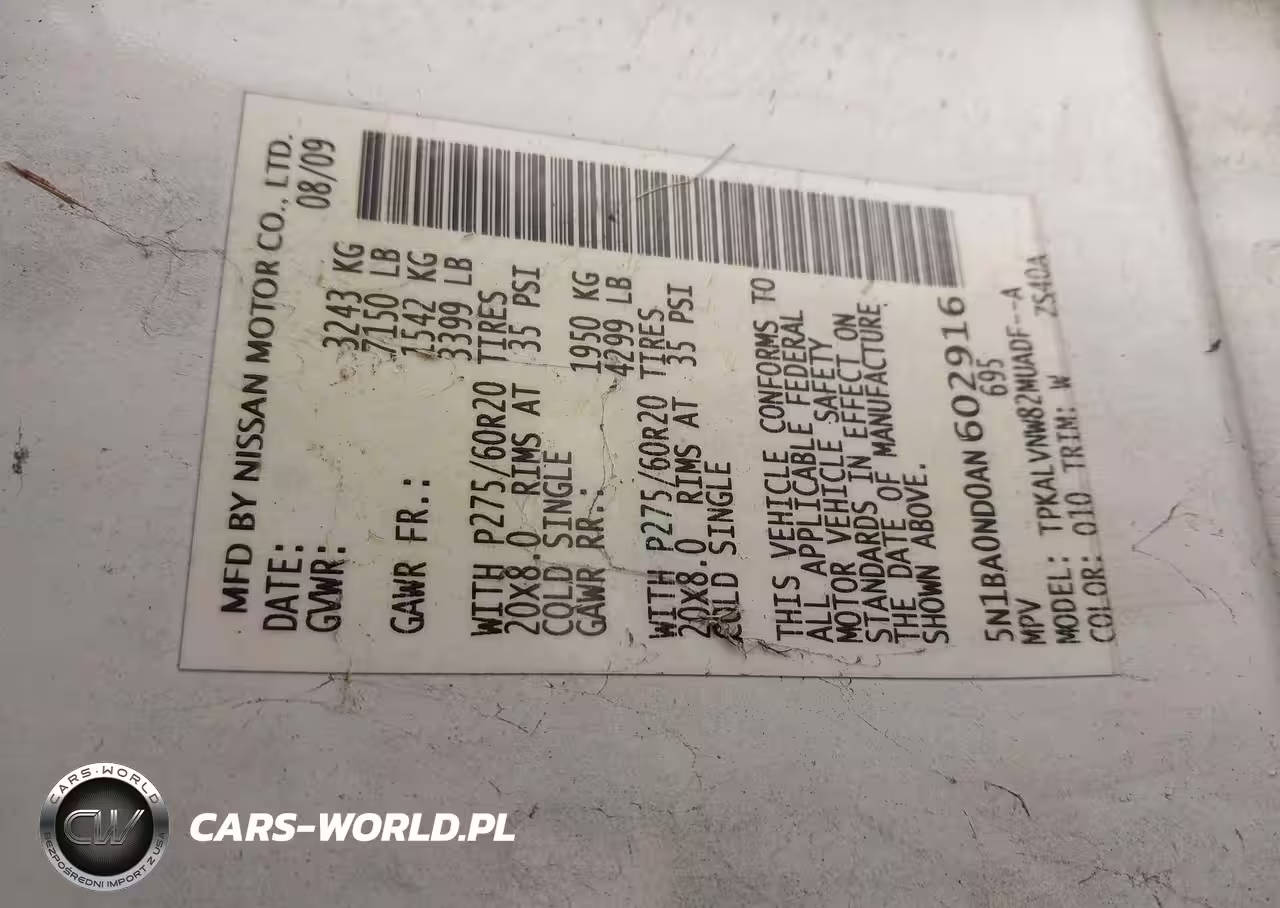 MFD BY NISSAN MOTOR CO., LTD.
DATE: 08/09
GVWR: 3243 KG
7150 LB
GAWR FR.: 1542 KG
3399 LB
WITH P275/60R20 TIRES
20X8.0 RIMS AT 35 PSI
COLD SINGLE
GAWR RR.: 1950 KG
4299 LB
WITH P275/60R20 TIRES
20X8.0 RIMS AT 35 PSI
COLD SINGLE
THIS VEHICLE CONFORMS TO
ALL APPLICABLE FEDERAL
MOTOR VEHICLE SAFETY
STANDARDS IN EFFECT ON
THE DATE OF MANUFACTURE
SHOWN ABOVE.
5N1BA0ND0AN602916
MPV 695
MODEL: TPKALVNW82MUADF--A
COLOR: 010 TRIM: W ZS40A
CARS-WORLD
CW
BEZPOŚREDNI IMPORT Z USA
CARS-WORLD.PL